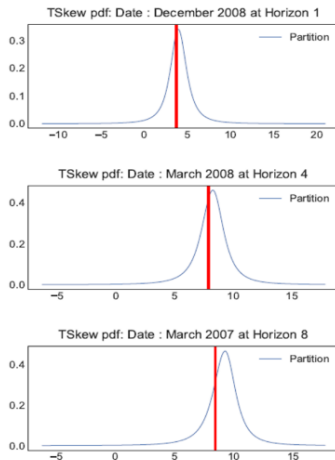 TSkew pdf: Date : December 2008 at Horizon 1
Partition
0.3
0.2
0.1
0.0
−10 −5 0 5 10 15 20
TSkew pdf: Date : March 2008 at Horizon 4
Partition
0.4
0.2
0.0
−5 0 5 10 15
TSkew pdf: Date : March 2007 at Horizon 8
Partition
0.4
0.2
0.0
−5 0 5 10 15